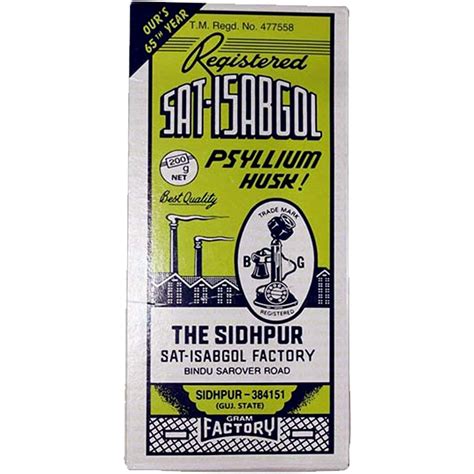 OUR'S
65TH YEAR
T.M. Regd. No. 477558
Registered
SAT-ISABGOL
PSYLLIUM
HUSK!
200
g
NET
Best Quality
TRADE MARK
B G
REGISTERED
THE SIDHPUR
SAT-ISABGOL FACTORY
BINDU SAROVER ROAD
SIDHPUR-384151
(GUJ. STATE)
GRAM
FACTORY